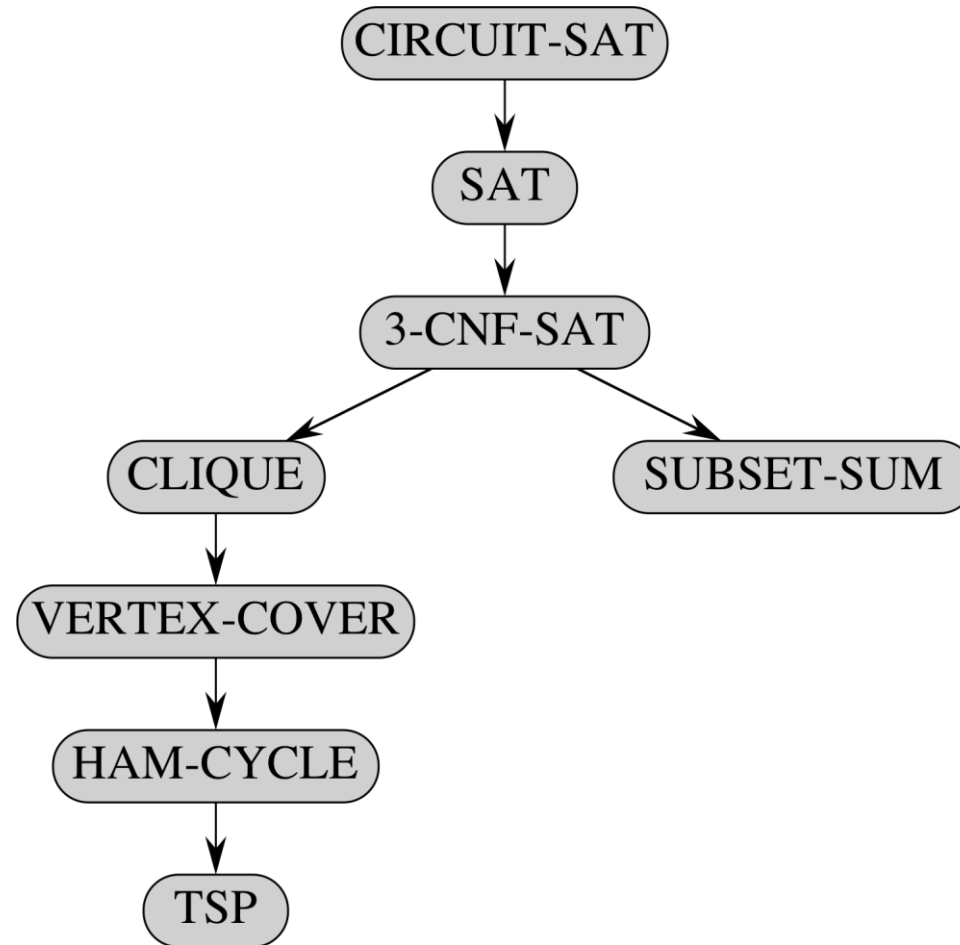 CIRCUIT-SAT
SAT
3-CNF-SAT
CLIQUE
SUBSET-SUM
VERTEX-COVER
HAM-CYCLE
TSP